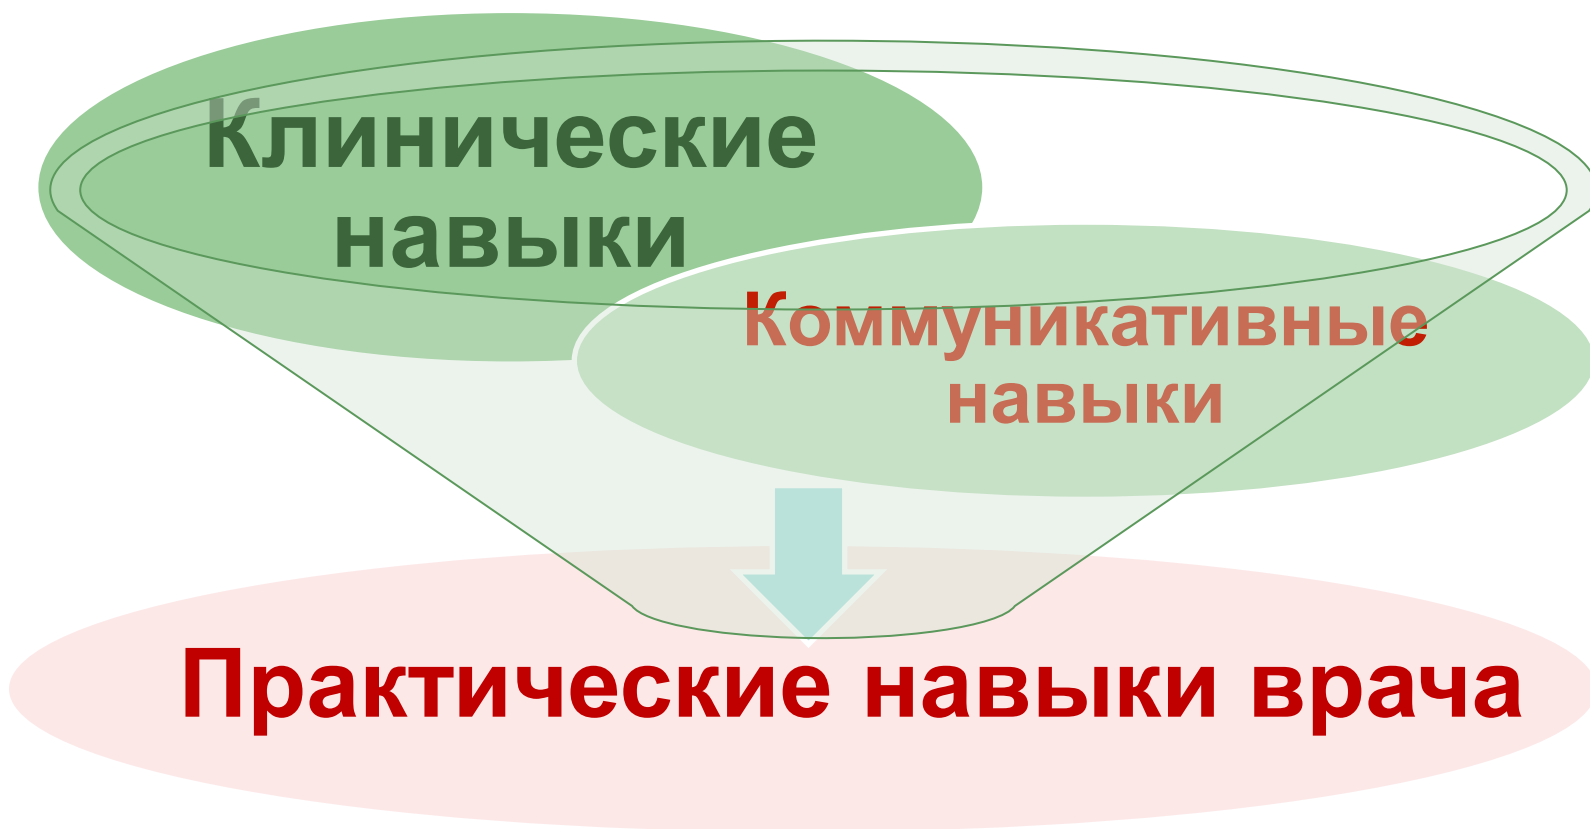 Клинические
навыки
Коммуникативные
навыки
Практические навыки врача